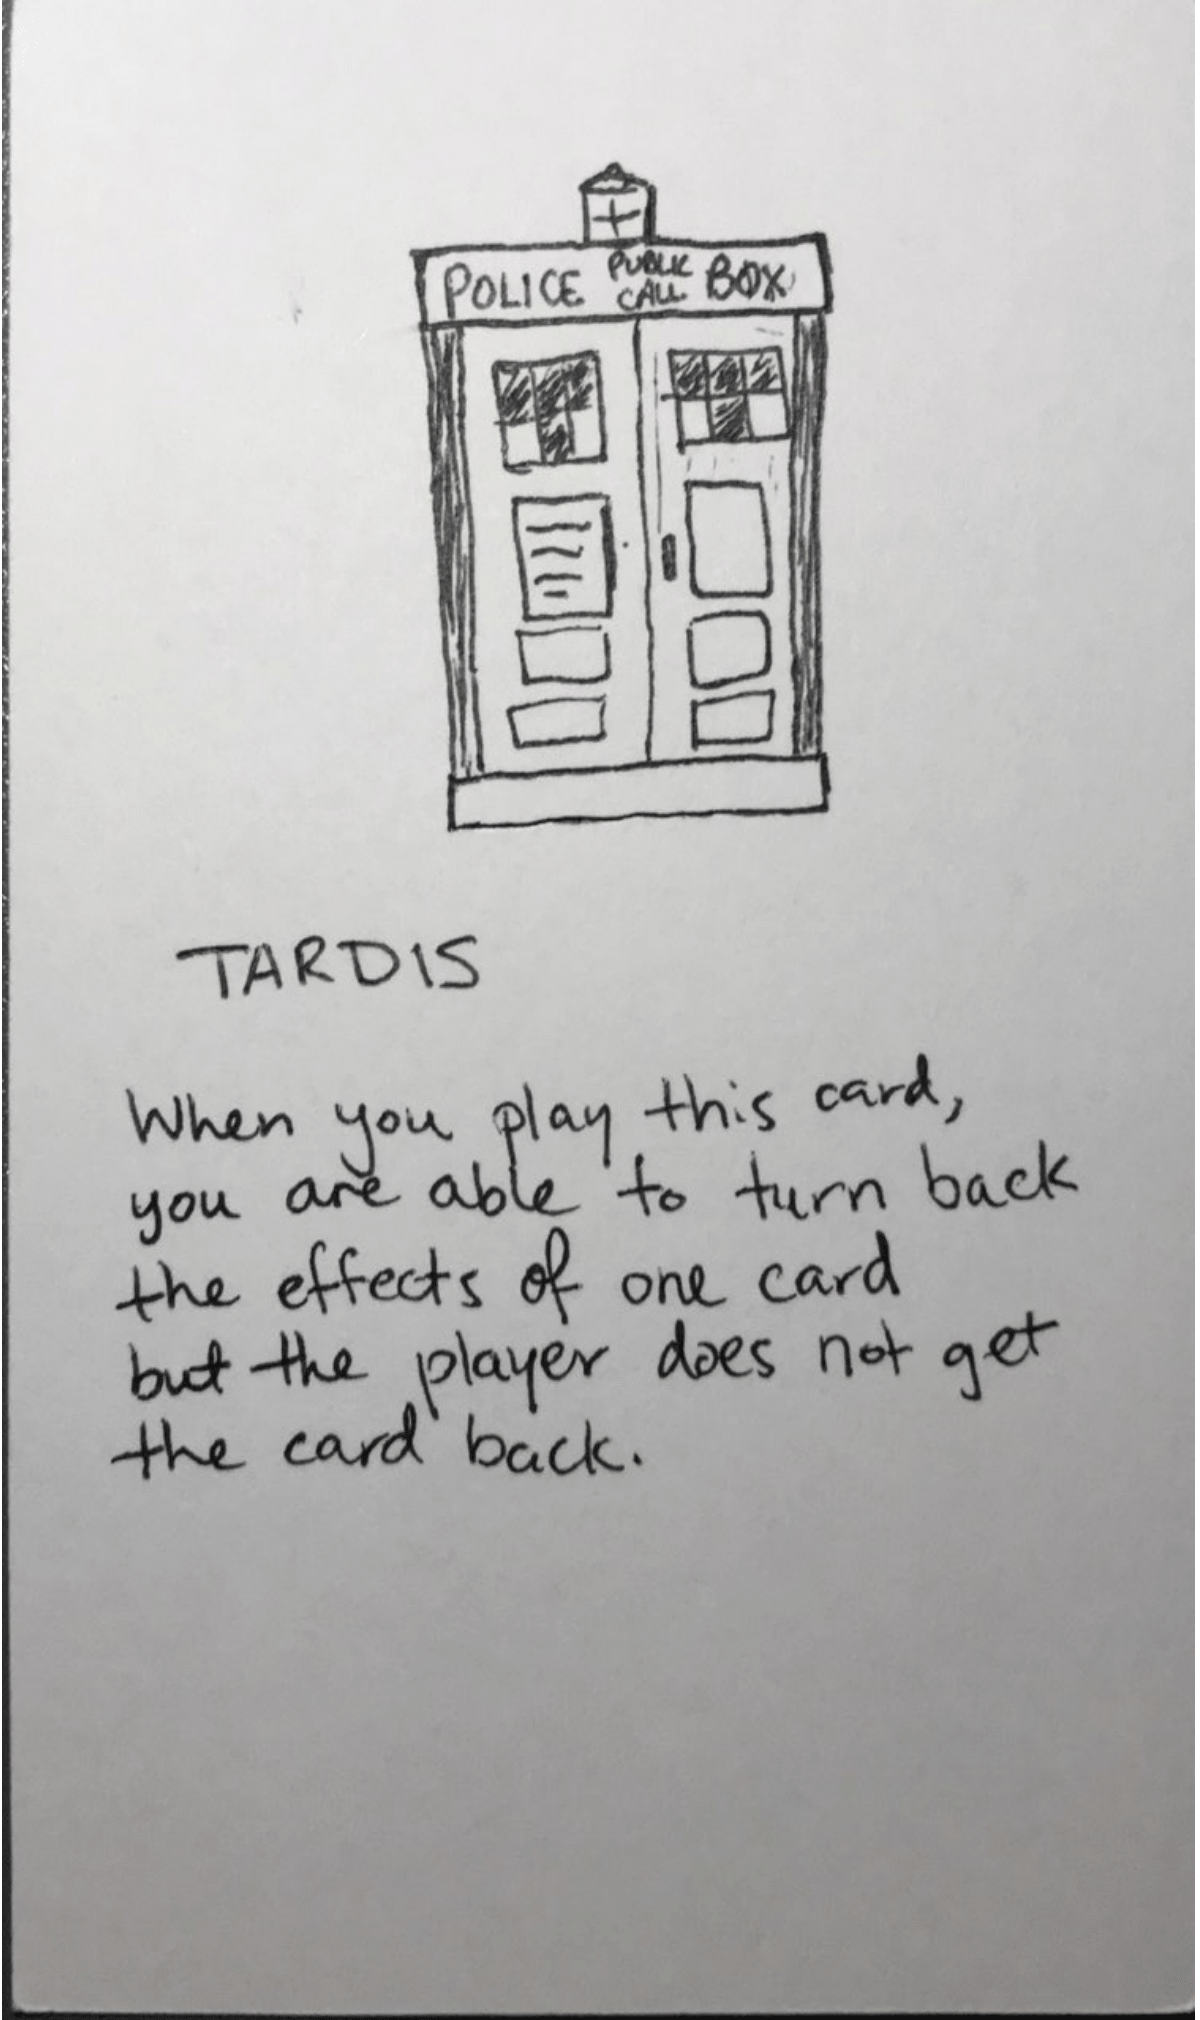 POLICE PUBLIC CALL BOX
TARDIS
When you play this card,
you are able to turn back
the effects of one card
but the player does not get
the card back.